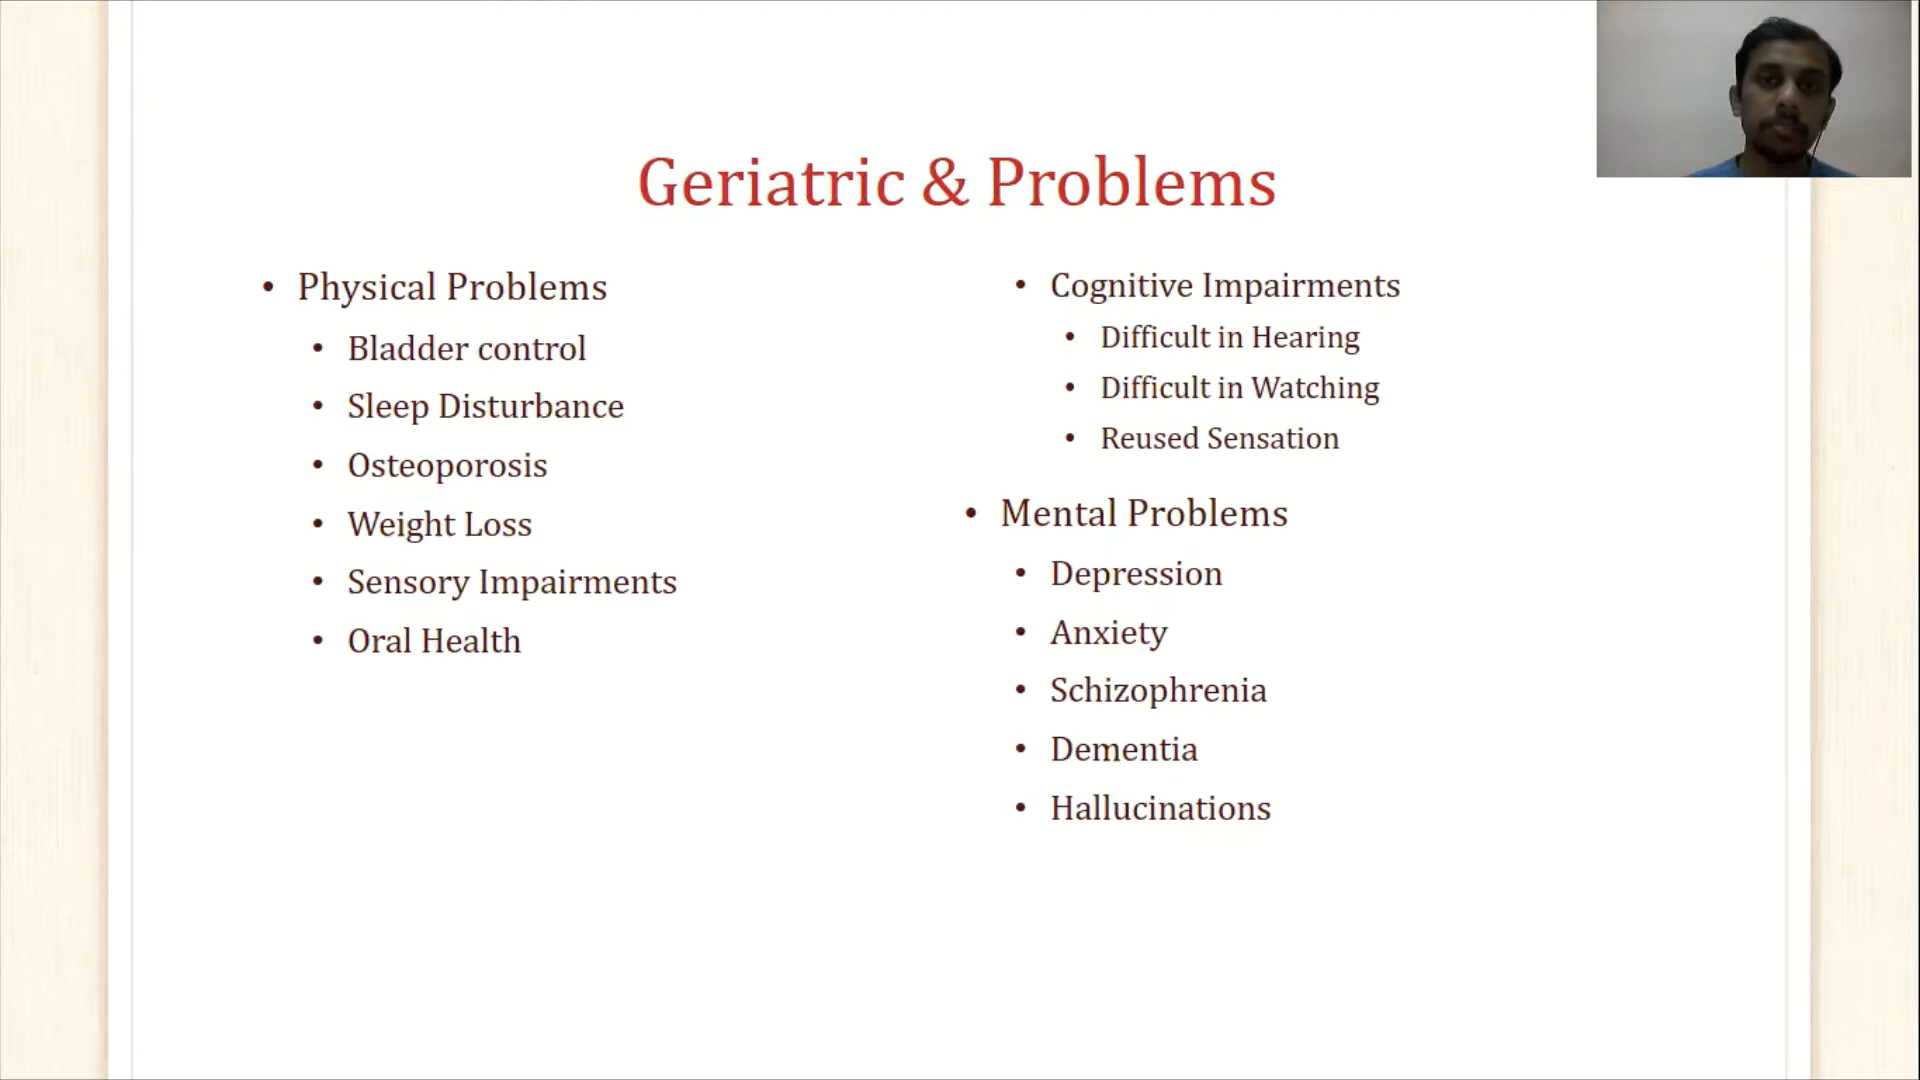 Geriatric & Problems
• Physical Problems
• Bladder control
• Sleep Disturbance
• Osteoporosis
• Weight Loss
• Sensory Impairments
• Oral Health
• Cognitive Impairments
• Difficult in Hearing
• Difficult in Watching
• Reused Sensation
• Mental Problems
• Depression
• Anxiety
• Schizophrenia
• Dementia
• Hallucinations